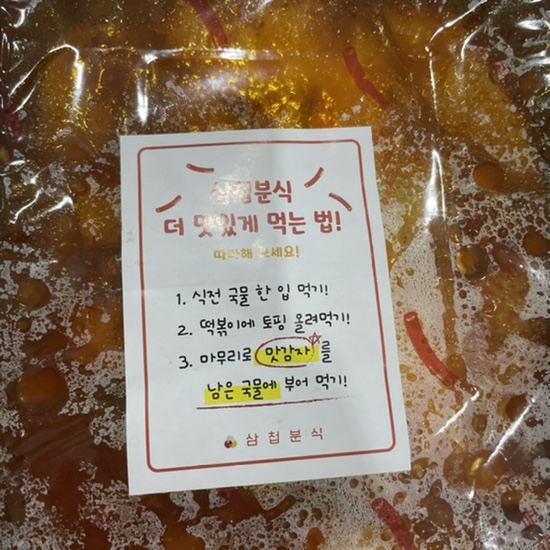 삼첩분식
더 맛있게 먹는 법!
따라해 보세요!
1. 식전 국물 한 입 먹기!
2. 떡볶이에 토핑 올려먹기!
3. 마무리로 맛감자를
남은 국물에 부어 먹기!
삼첩분식